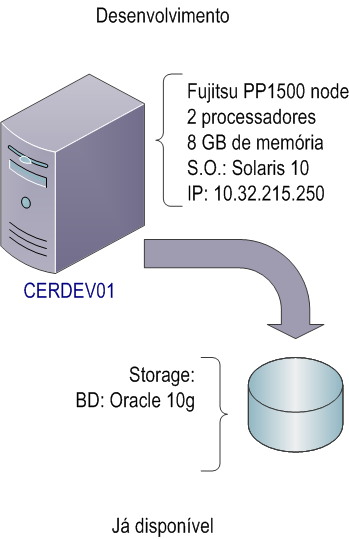 Desenvolvimento
Fujitsu PP1500 node
2 processadores
8 GB de memória
S.O.: Solaris 10
IP: 10.32.215.250
CERDEV01
Storage:
BD: Oracle 10g
Já disponível